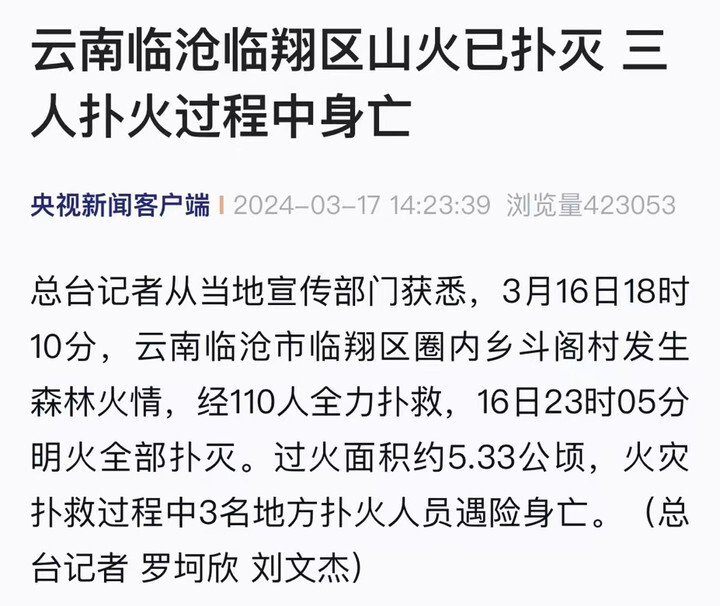 云南临沧临翔区山火已扑灭 三
人扑火过程中身亡
央视新闻客户端 | 2024-03-17 14:23:39 浏览量423053
总台记者从当地宣传部门获悉，3月16日18时
10分，云南临沧市临翔区圈内乡斗阁村发生
森林火情，经110人全力扑救，16日23时05分
明火全部扑灭。过火面积约5.33公顷，火灾
扑救过程中3名地方扑火人员遇险身亡。（总
台记者 罗坷欣 刘文杰）